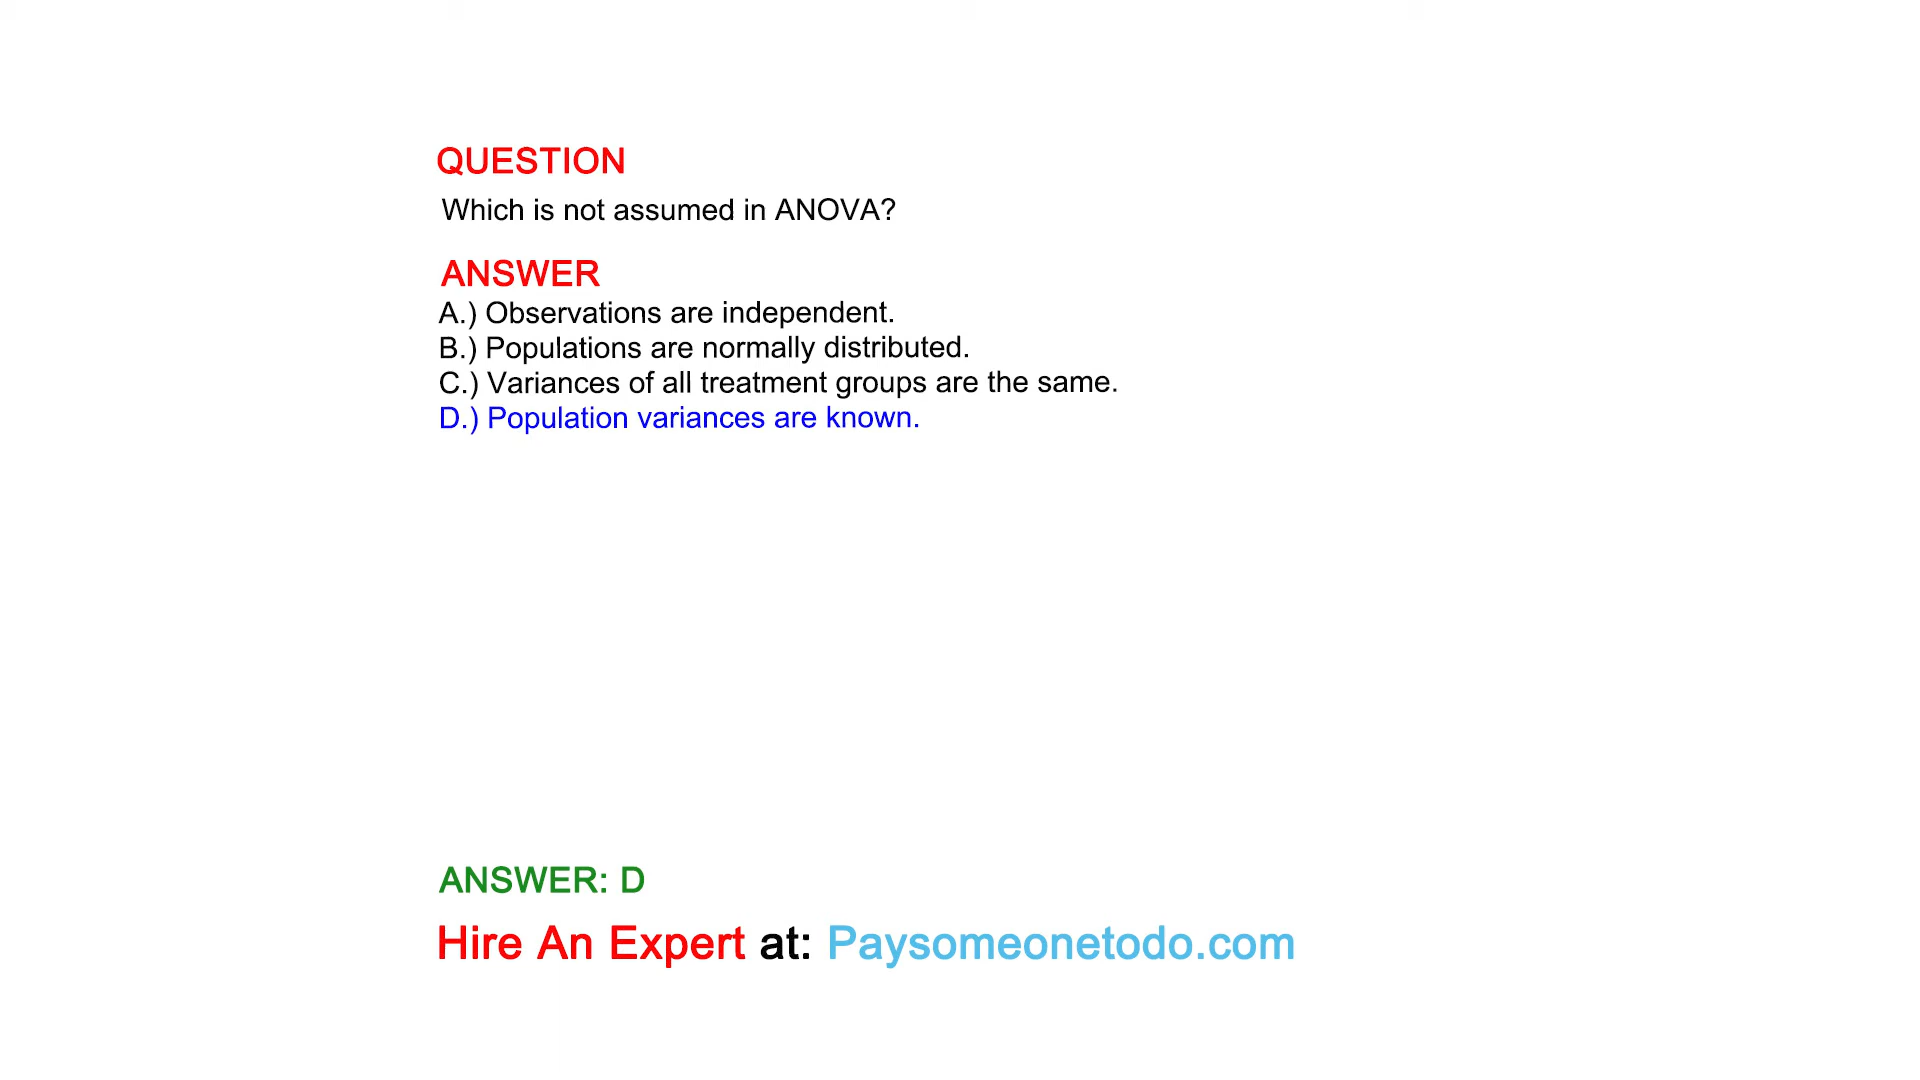 QUESTION
Which is not assumed in ANOVA?
ANSWER
A.) Observations are independent.
B.) Populations are normally distributed.
C.) Variances of all treatment groups are the same.
D.) Population variances are known.
ANSWER: D
Hire An Expert at: Paysomeonetodo.com